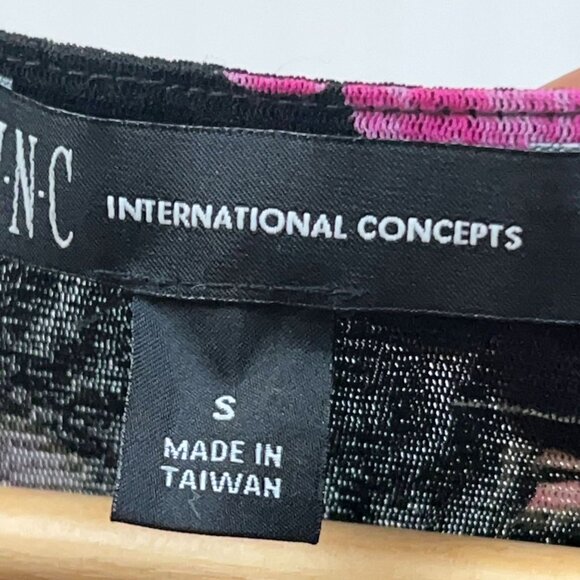 ·N·C INTERNATIONAL CONCEPTS
S
MADE IN
TAIWAN